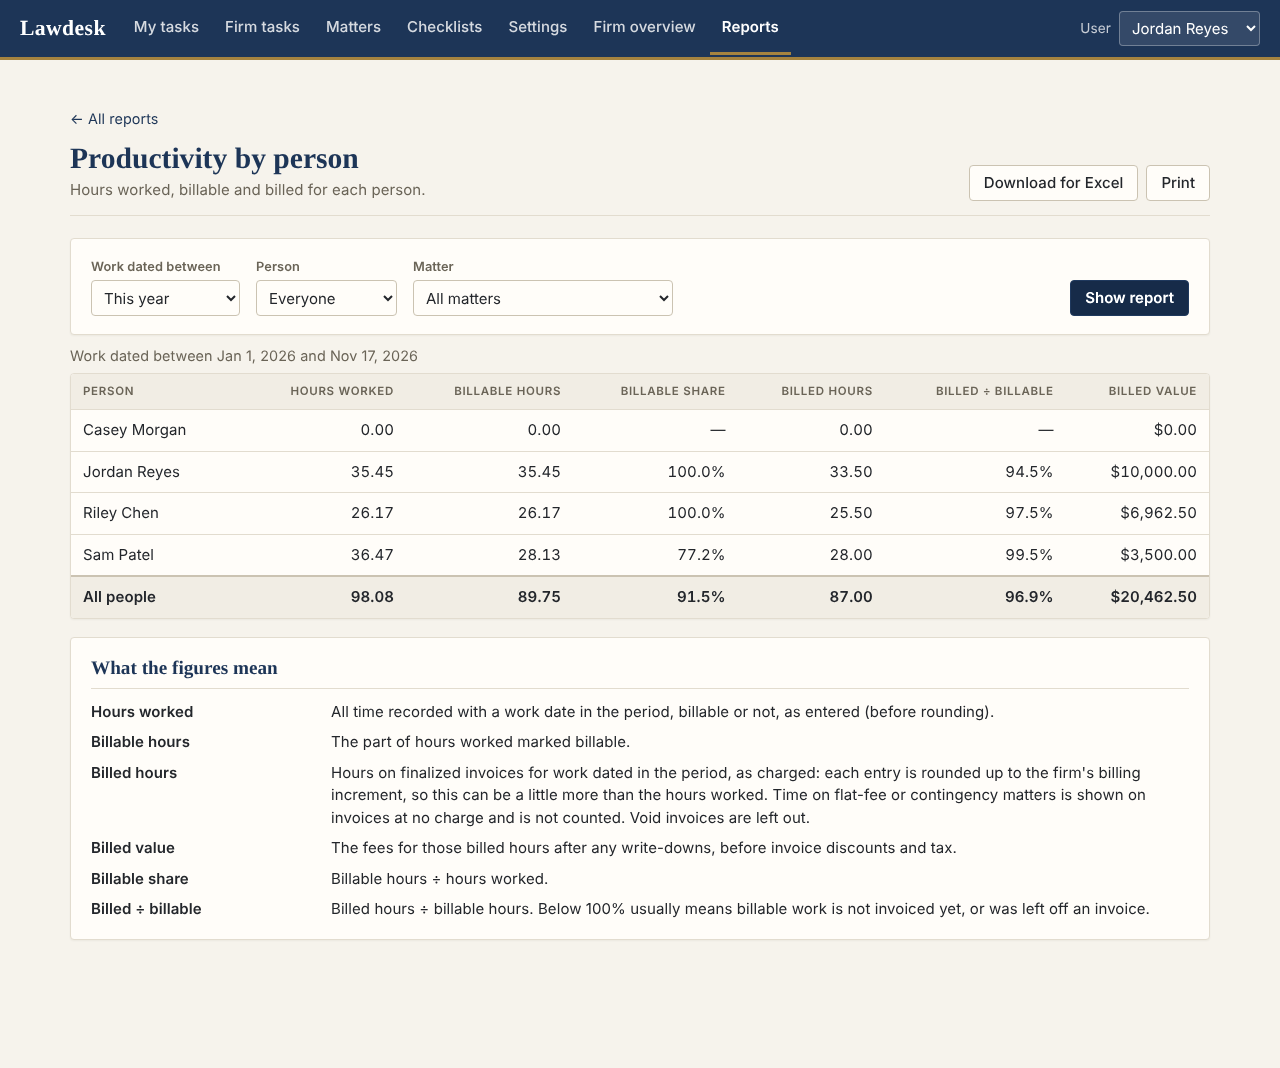 Lawdesk My tasks Firm tasks Matters Checklists Settings Firm overview Reports User Jordan Reyes
← All reports
Productivity by person
Hours worked, billable and billed for each person.
Download for Excel Print
Work dated between Person Matter
This year Everyone All matters Show report
Work dated between Jan 1, 2026 and Nov 17, 2026
PERSON HOURS WORKED BILLABLE HOURS BILLABLE SHARE BILLED HOURS BILLED ÷ BILLABLE BILLED VALUE
Casey Morgan 0.00 0.00 — 0.00 — $0.00
Jordan Reyes 35.45 35.45 100.0% 33.50 94.5% $10,000.00
Riley Chen 26.17 26.17 100.0% 25.50 97.5% $6,962.50
Sam Patel 36.47 28.13 77.2% 28.00 99.5% $3,500.00
All people 98.08 89.75 91.5% 87.00 96.9% $20,462.50
What the figures mean
Hours worked All time recorded with a work date in the period, billable or not, as entered (before rounding).
Billable hours The part of hours worked marked billable.
Billed hours Hours on finalized invoices for work dated in the period, as charged: each entry is rounded up to the firm's billing
increment, so this can be a little more than the hours worked. Time on flat-fee or contingency matters is shown on
invoices at no charge and is not counted. Void invoices are left out.
Billed value The fees for those billed hours after any write-downs, before invoice discounts and tax.
Billable share Billable hours ÷ hours worked.
Billed ÷ billable Billed hours ÷ billable hours. Below 100% usually means billable work is not invoiced yet, or was left off an invoice.